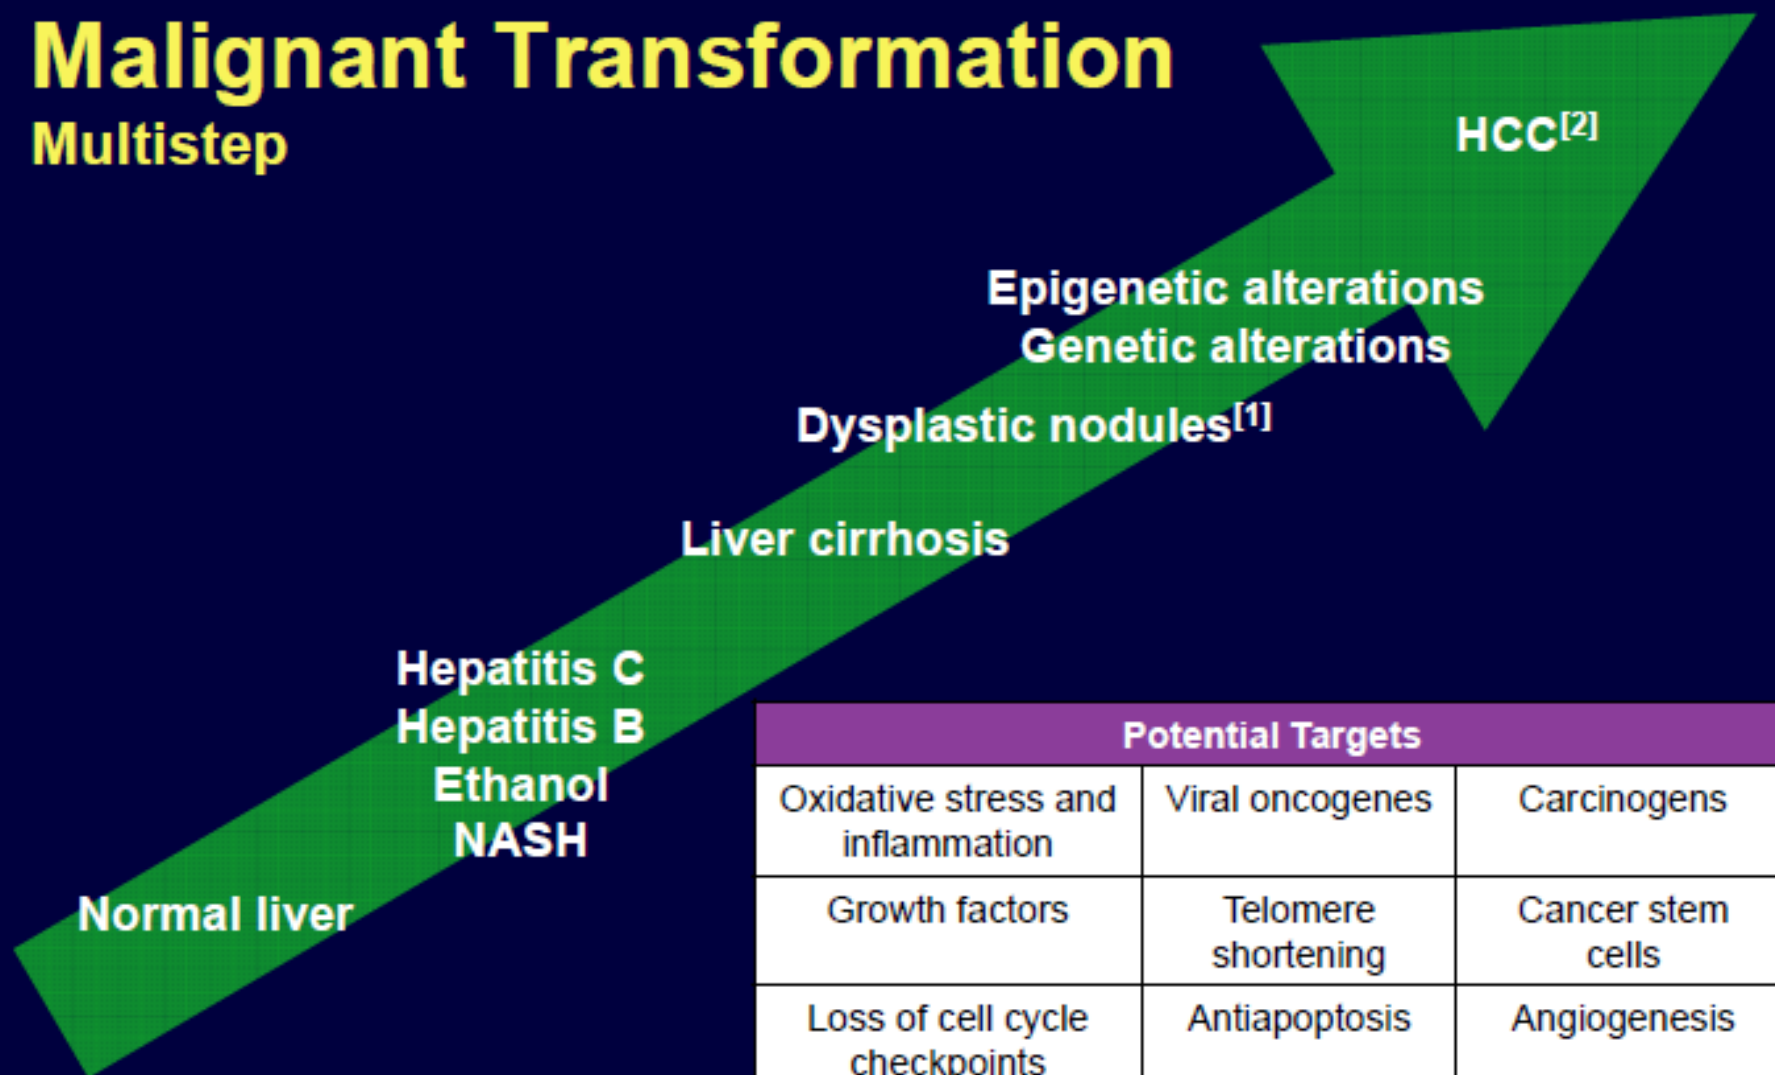 Malignant Transformation
Multistep
HCC[2]
Epigenetic alterations
Genetic alterations
Dysplastic nodules[1]
Liver cirrhosis
Hepatitis C
Hepatitis B
Ethanol
NASH
Normal liver
Potential Targets
Oxidative stress and
inflammation
Viral oncogenes
Carcinogens
Growth factors
Telomere
shortening
Cancer stem
cells
Loss of cell cycle
checkpoints
Antiapoptosis
Angiogenesis